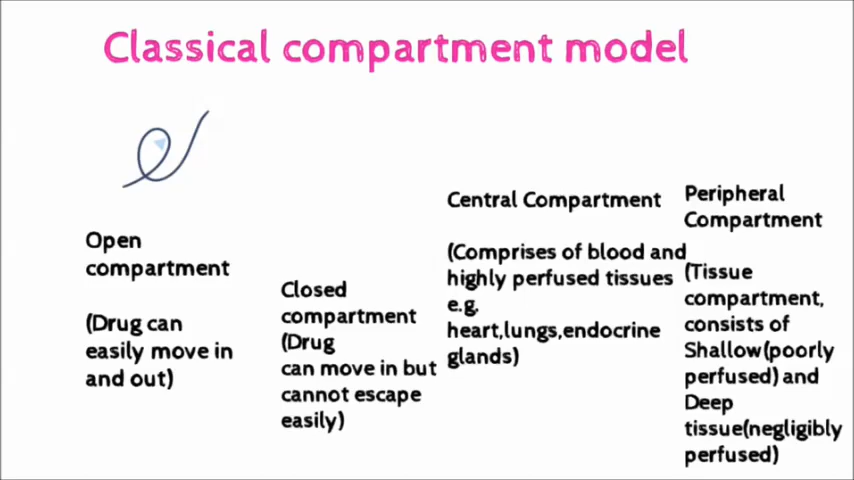 Classical compartment model
Open
compartment
(Drug can
easily move in
and out)
Closed
compartment
(Drug
can move in but
cannot escape
easily)
Central Compartment
(Comprises of blood and
highly perfused tissues
e.g.
heart,lungs,endocrine
glands)
Peripheral
Compartment
(Tissue
compartment,
consists of
Shallow(poorly
perfused) and
Deep
tissue(negligibly
perfused)